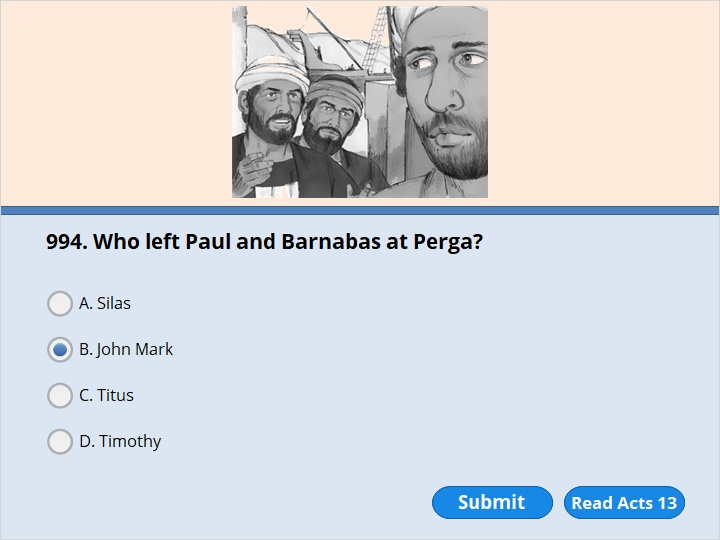 994. Who left Paul and Barnabas at Perga?
A. Silas
B. John Mark
C. Titus
D. Timothy
Submit
Read Acts 13